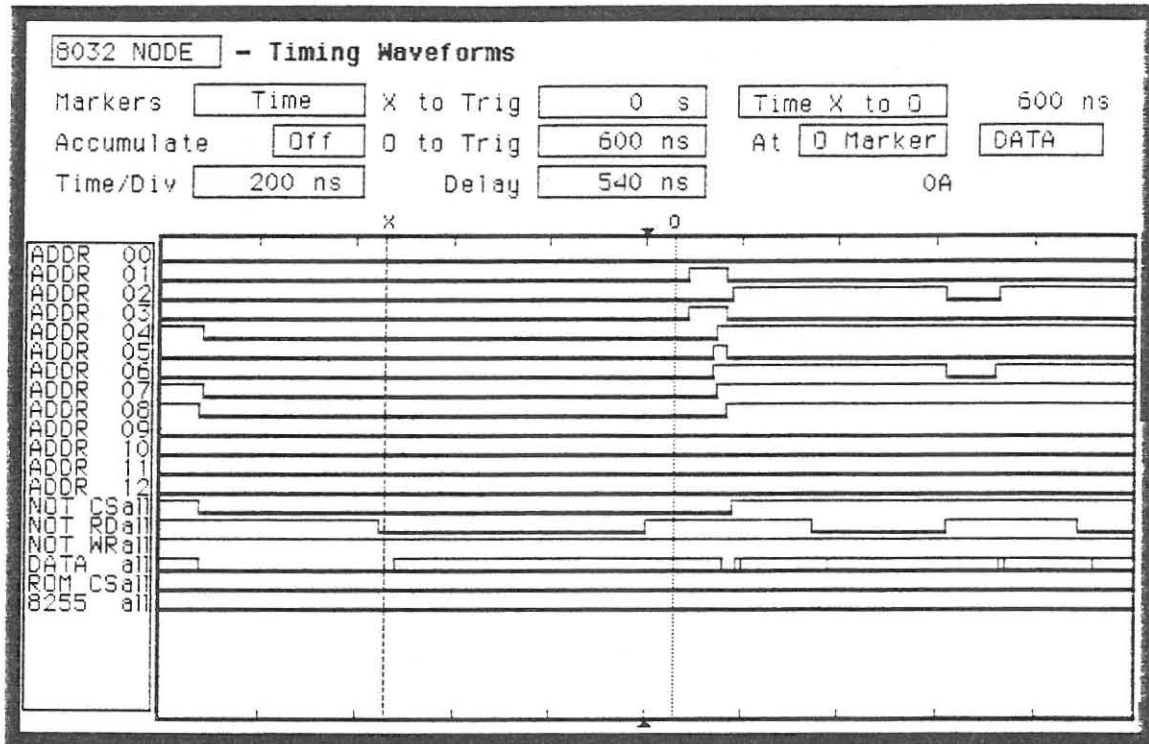 8032 NODE - Timing Waveforms
Markers Time X to Trig 0 s Time X to O 600 ns
Accumulate Off O to Trig 600 ns At O Marker DATA
Time/Div 200 ns Delay 540 ns 0A
X O
ADDR 00
ADDR 01
ADDR 02
ADDR 03
ADDR 04
ADDR 05
ADDR 06
ADDR 07
ADDR 08
ADDR 09
ADDR 10
ADDR 11
ADDR 12
NOT CSall
NOT RDall
NOT WRall
DATA all
ROM CSall
8255 all